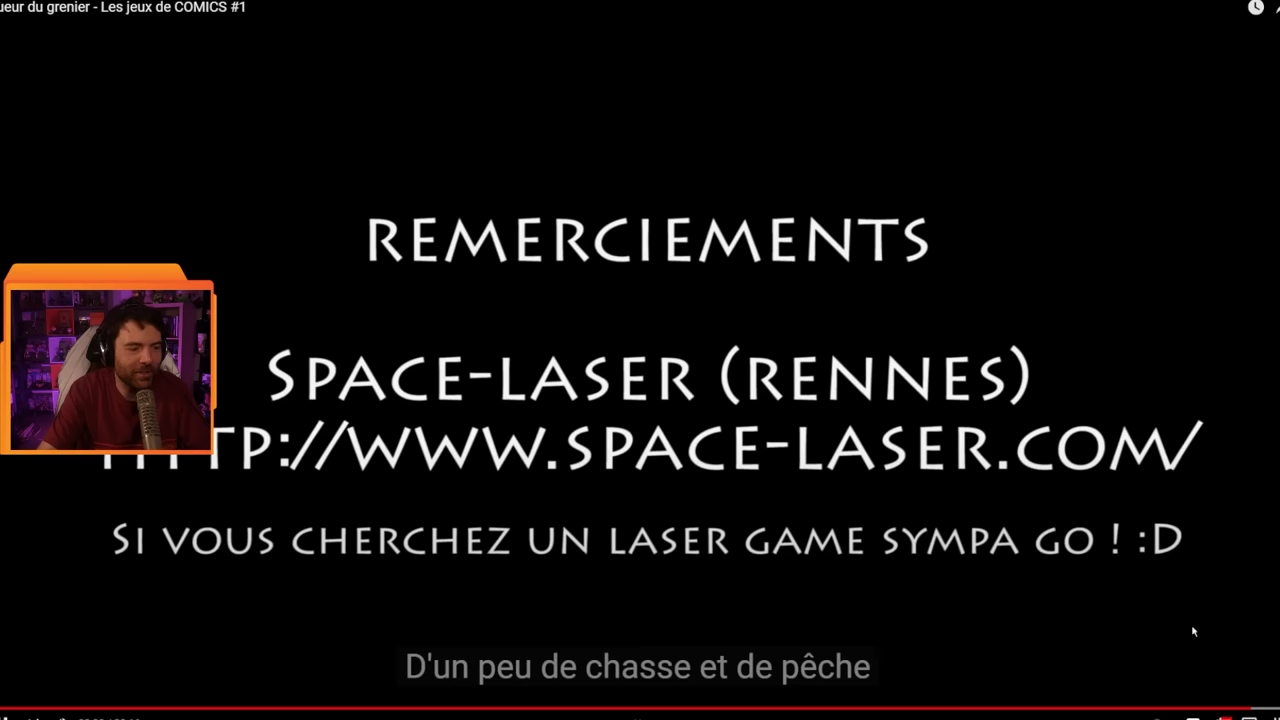 ueur du grenier - Les jeux de COMICS #1
REMERCIEMENTS
SPACE-LASER (RENNES)
TP://WWW.SPACE-LASER.COM/
SI VOUS CHERCHEZ UN LASER GAME SYMPA GO ! :D
D'un peu de chasse et de pêche